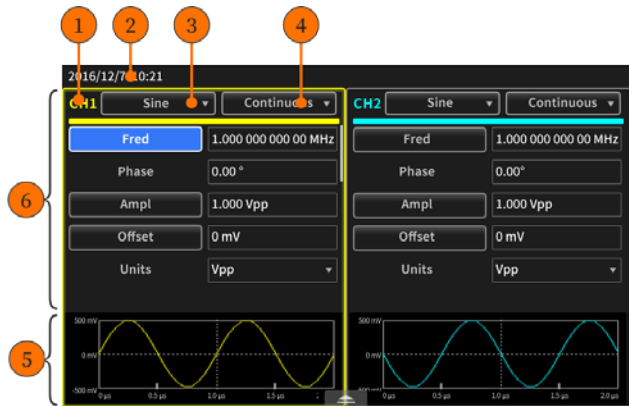 1 2 3 4
2016/12/7 10:21
CH1 Sine Continuous CH2 Sine Continuous
Fred 1.000 000 000 00 MHz Fred 1.000 000 000 00 MHz
Phase 0.00 ° Phase 0.00°
6
Ampl 1.000 Vpp Ampl 1.000 Vpp
Offset 0 mV Offset 0 mV
Units Vpp Units Vpp
500 mV 500 mV
5
0 mV 0 mV
-500 mV -500 mV
0 μs 0.5 μs 1.0 μs 1.5 μs 0 μs 0.5 μs 1.0 μs 1.5 μs 2.0 μs